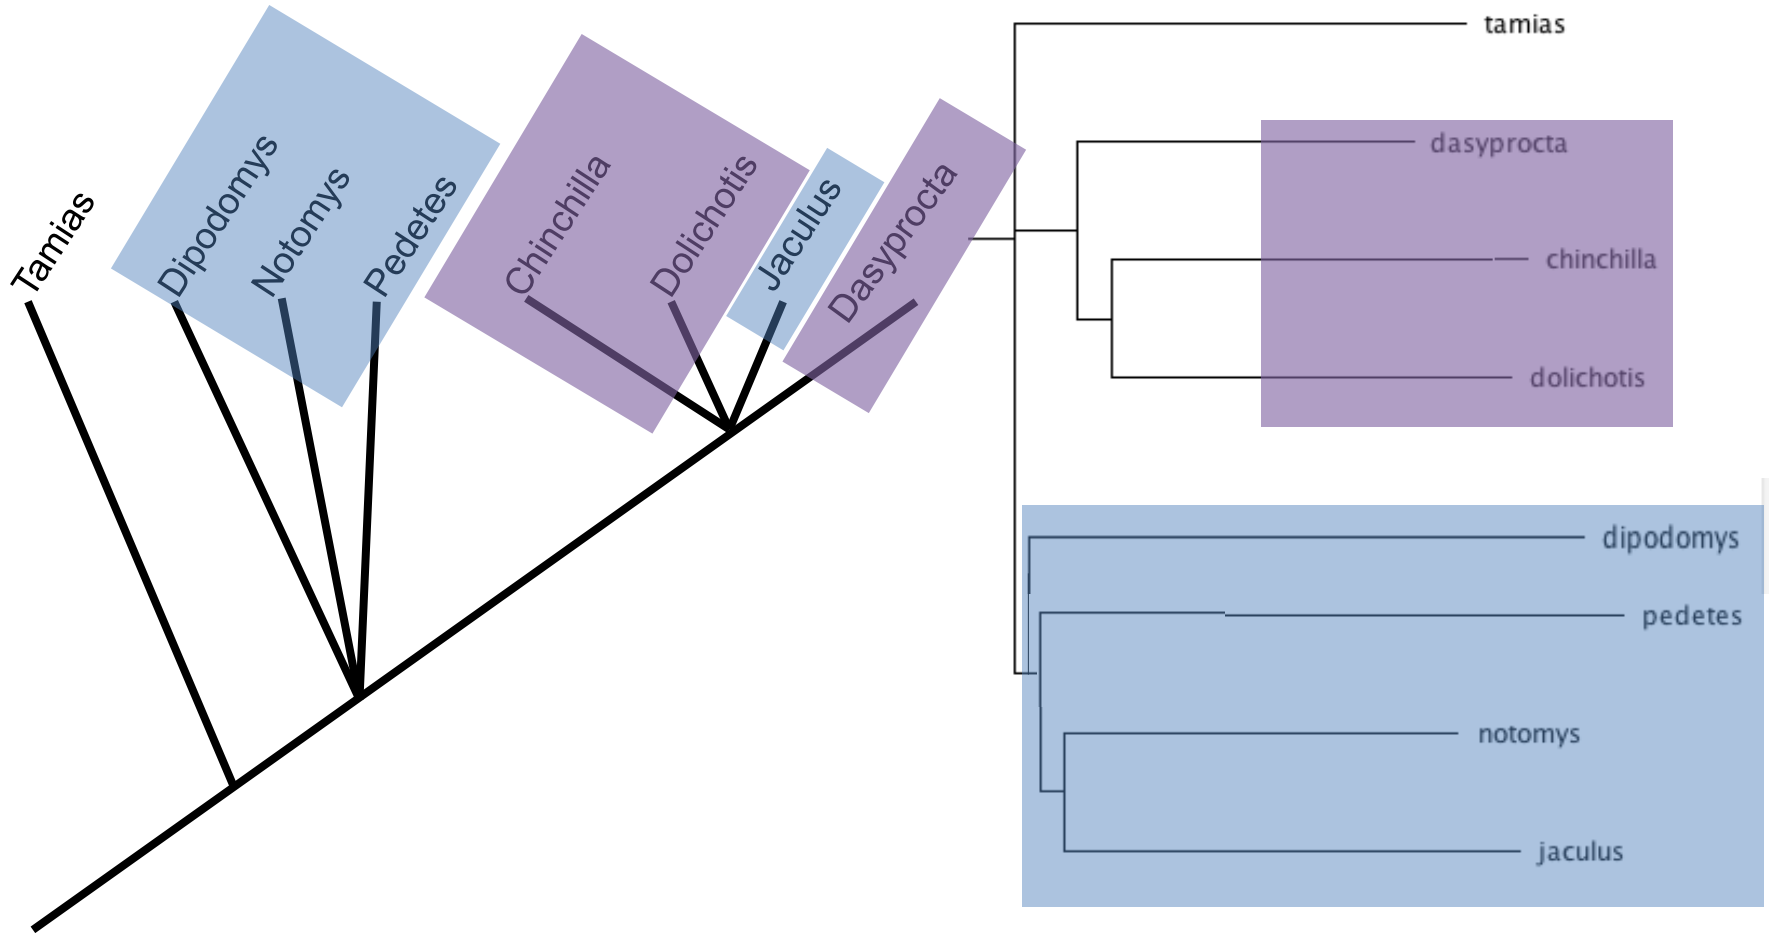 Tamias
Dipodomys
Notomys
Pedetes
Chinchilla
Dolichotis
Jaculus
Dasyprocta
tamias
dasyprocta
chinchilla
dolichotis
dipodomys
pedetes
notomys
jaculus